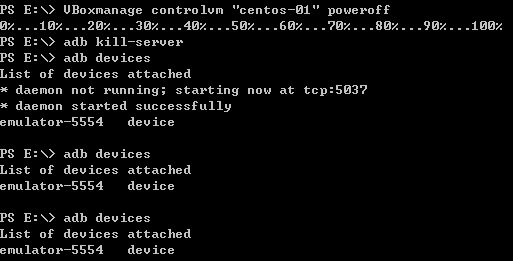 PS E:\> VBoxmanage controlvm "centos-01" poweroff
0%...10%...20%...30%...40%...50%...60%...70%...80%...90%...100%
PS E:\> adb kill-server
PS E:\> adb devices
List of devices attached
* daemon not running; starting now at tcp:5037
* daemon started successfully
emulator-5554   device
PS E:\> adb devices
List of devices attached
emulator-5554   device
PS E:\> adb devices
List of devices attached
emulator-5554   device